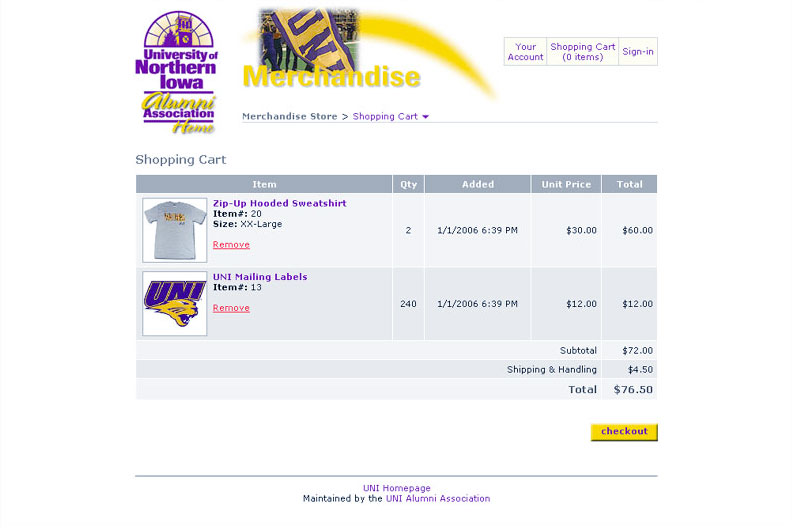 University of
Northern
Iowa
Alumni
Association
Home
UNI
Merchandise
Your
Account
Shopping Cart
(0 items)
Sign-in
Merchandise Store > Shopping Cart
Shopping Cart
Item Qty Added Unit Price Total
Zip-Up Hooded Sweatshirt
Item#: 20
Size: XX-Large
Remove
2 1/1/2006 6:39 PM $30.00 $60.00
UNI
UNI Mailing Labels
Item#: 13
Remove
240 1/1/2006 6:39 PM $12.00 $12.00
Subtotal $72.00
Shipping & Handling $4.50
Total $76.50
checkout
UNI Homepage
Maintained by the UNI Alumni Association